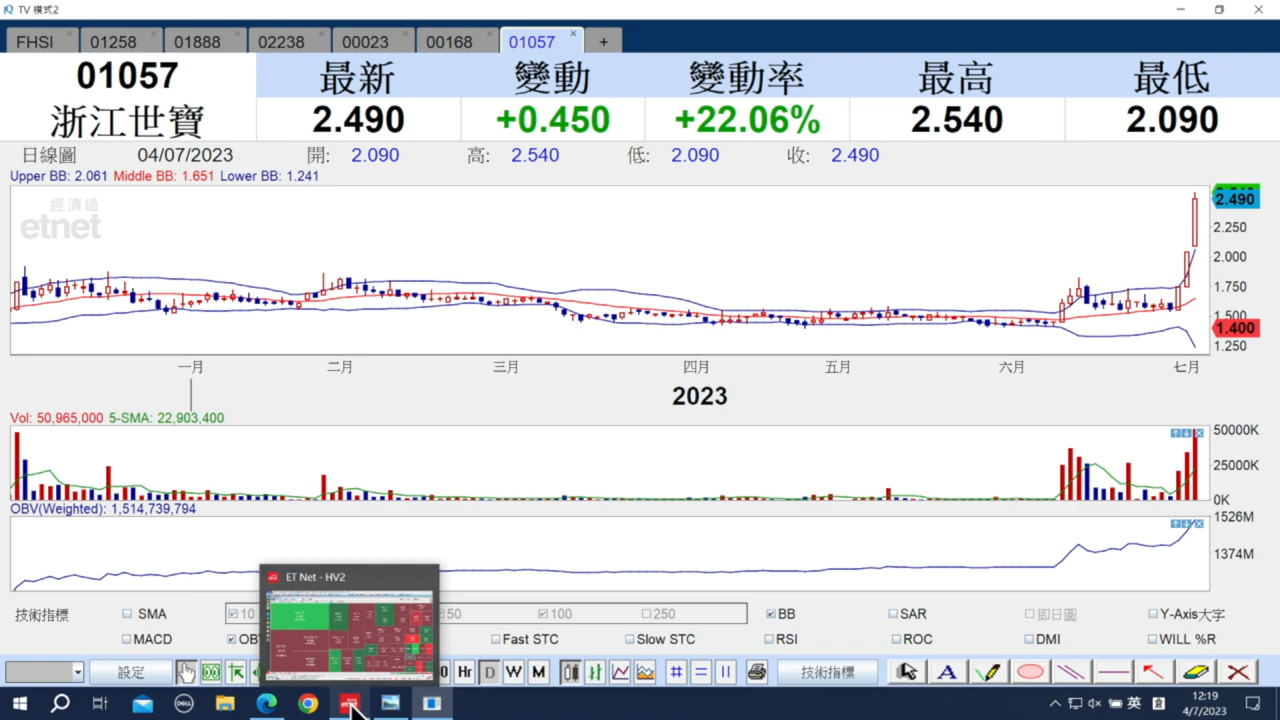 TV 模式2
FHSI 01258 01888 02238 00023 00168 01057 +
01057 最新 變動 變動率 最高 最低
浙江世寶 2.490 +0.450 +22.06% 2.540 2.090
日線圖 04/07/2023 開: 2.090 高: 2.540 低: 2.090 收: 2.490
Upper BB: 2.061 Middle BB: 1.651 Lower BB: 1.241
經濟通
etnet
2.490
2.250
2.000
1.750
1.500
1.400
1.250
一月 二月 三月 四月 五月 六月 七月
2023
Vol: 50,965,000 5-SMA: 22,903,400
50000K
25000K
0K
OBV(Weighted): 1,514,739,794
1526M
1374M
ET Net - HV2
技術指標 SMA 10 50 100 250 BB SAR 即日圖 Y-Axis大字
MACD Fast STC Slow STC RSI ROC DMI WILL %R
設定 Hr D W M 技術指標 A
DELL etnet 英 12:19
4/7/2023